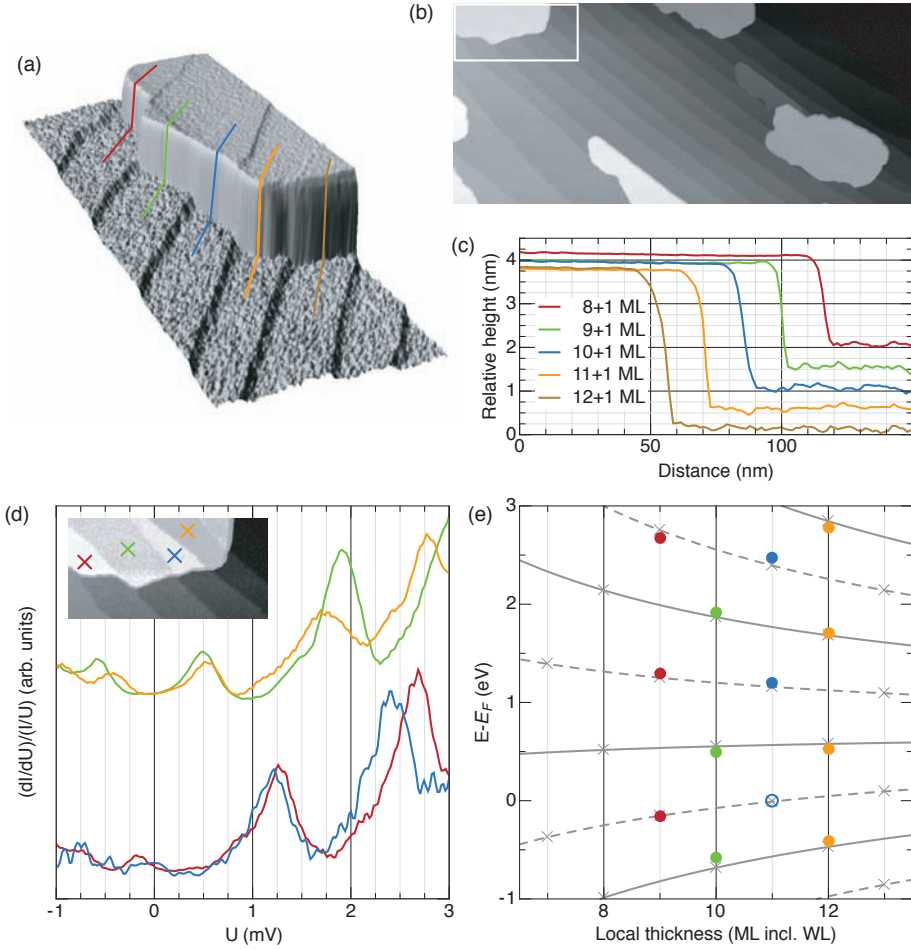 (a)
(b)
(c)
Relative height (nm)
4
3
2
1
0
8+1 ML
9+1 ML
10+1 ML
11+1 ML
12+1 ML
0
50
100
Distance (nm)
(d)
(dI/dU)/(I/U) (arb. units)
-1
0
1
2
3
U (mV)
(e)
E-E_F (eV)
3
2
1
0
-1
8
10
12
Local thickness (ML incl. WL)